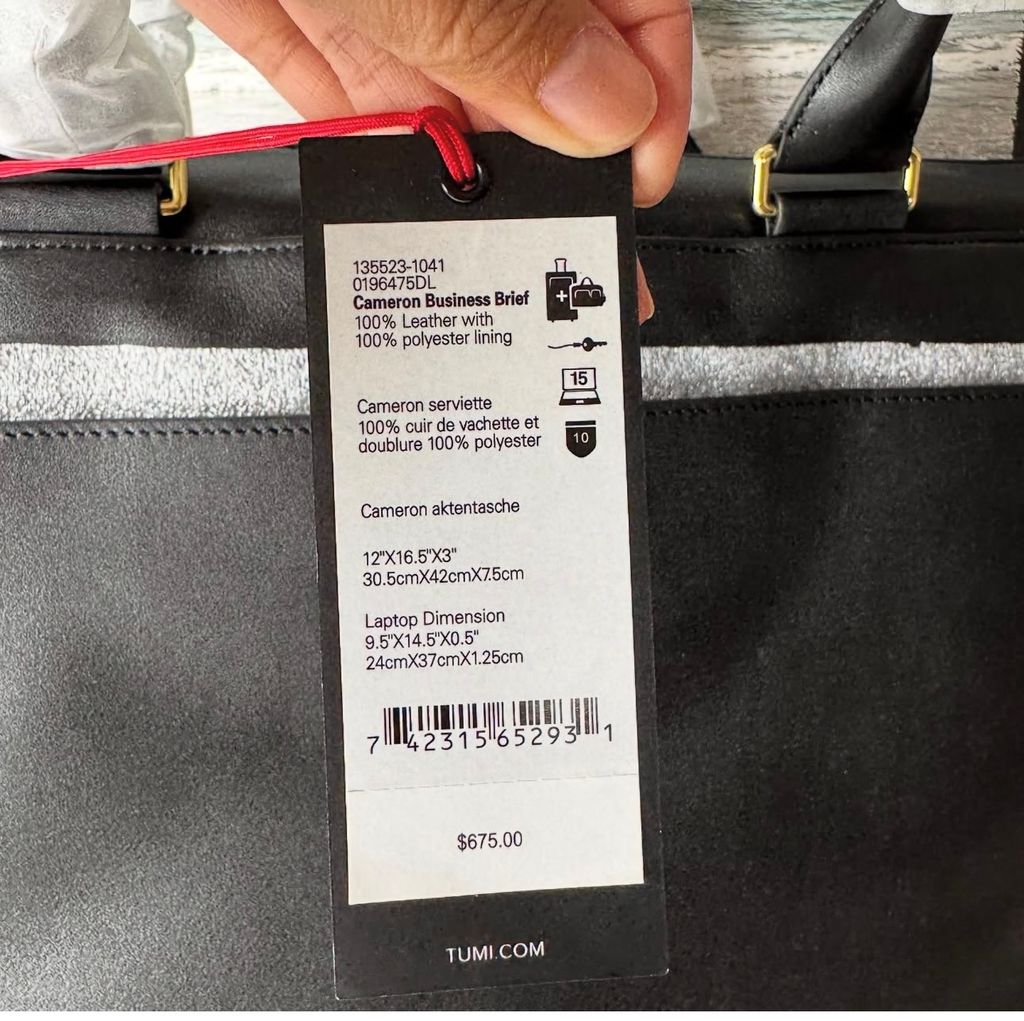 135523-1041
0196475DL
Cameron Business Brief
100% Leather with
100% polyester lining
15
Cameron serviette
100% cuir de vachette et
doublure 100% polyester
10
Cameron aktentasche
12"X16.5"X3"
30.5cmX42cmX7.5cm
Laptop Dimension
9.5"X14.5"X0.5"
24cmX37cmX1.25cm
7 42315 65293 1
$675.00
TUMI.COM